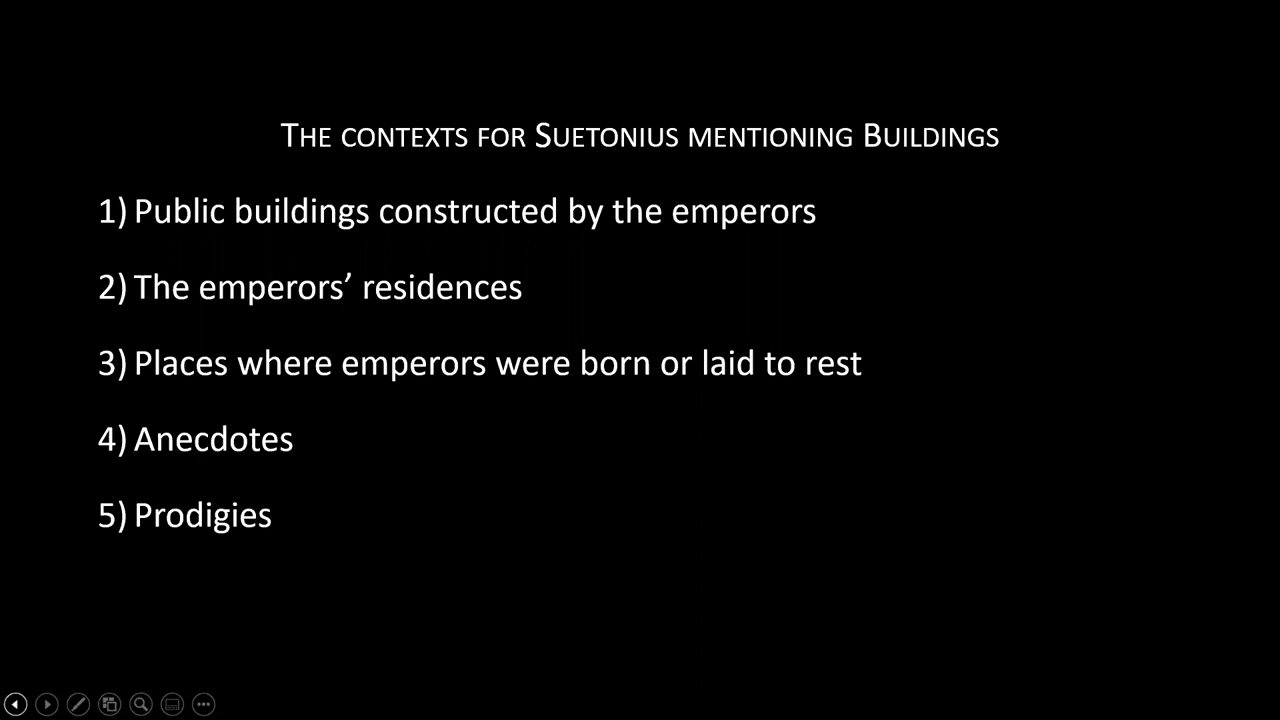 The contexts for Suetonius mentioning Buildings
1) Public buildings constructed by the emperors
2) The emperors’ residences
3) Places where emperors were born or laid to rest
4) Anecdotes
5) Prodigies